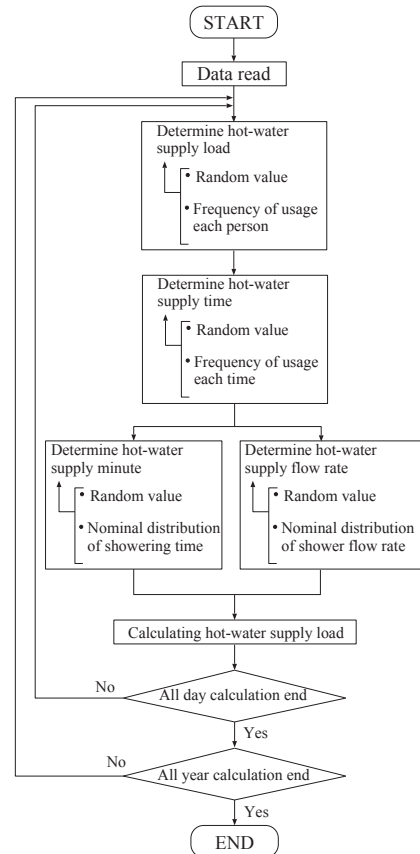 START
Data read
Determine hot-water
supply load
• Random value
• Frequency of usage
each person
Determine hot-water
supply time
• Random value
• Frequency of usage
each time
Determine hot-water
supply minute
• Random value
• Nominal distribution
of showering time
Determine hot-water
supply flow rate
• Random value
• Nominal distribution
of shower flow rate
Calculating hot-water supply load
No
All day calculation end
Yes
No
All year calculation end
Yes
END